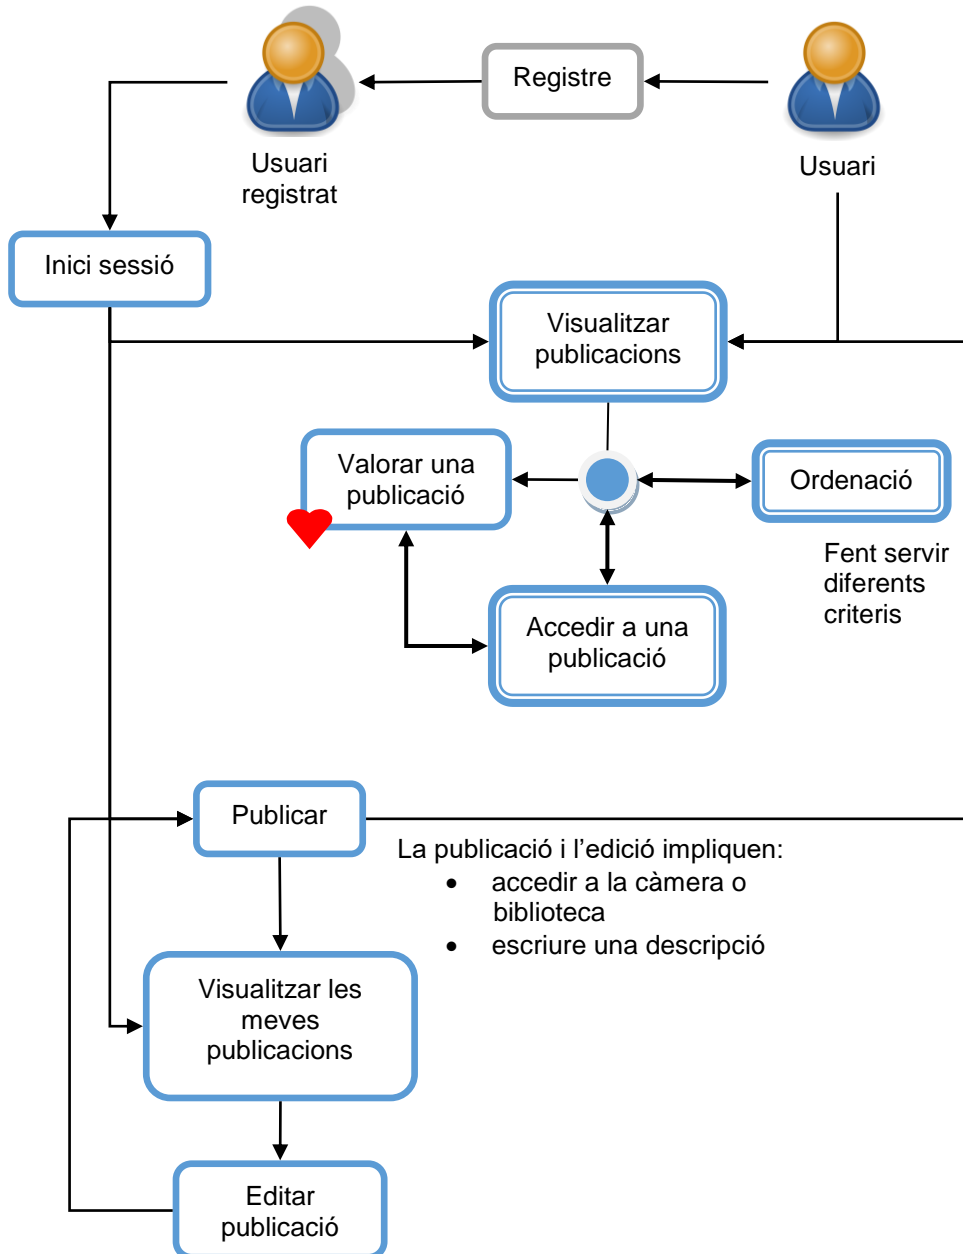 Registre
Usuari
registrat
Usuari
Inici sessió
Visualitzar
publicacions
Valorar una
publicació
Ordenació
Fent servir
diferents
criteris
Accedir a una
publicació
Publicar
La publicació i l’edició impliquen:
• accedir a la càmera o
biblioteca
• escriure una descripció
Visualitzar les
meves
publicacions
Editar
publicació